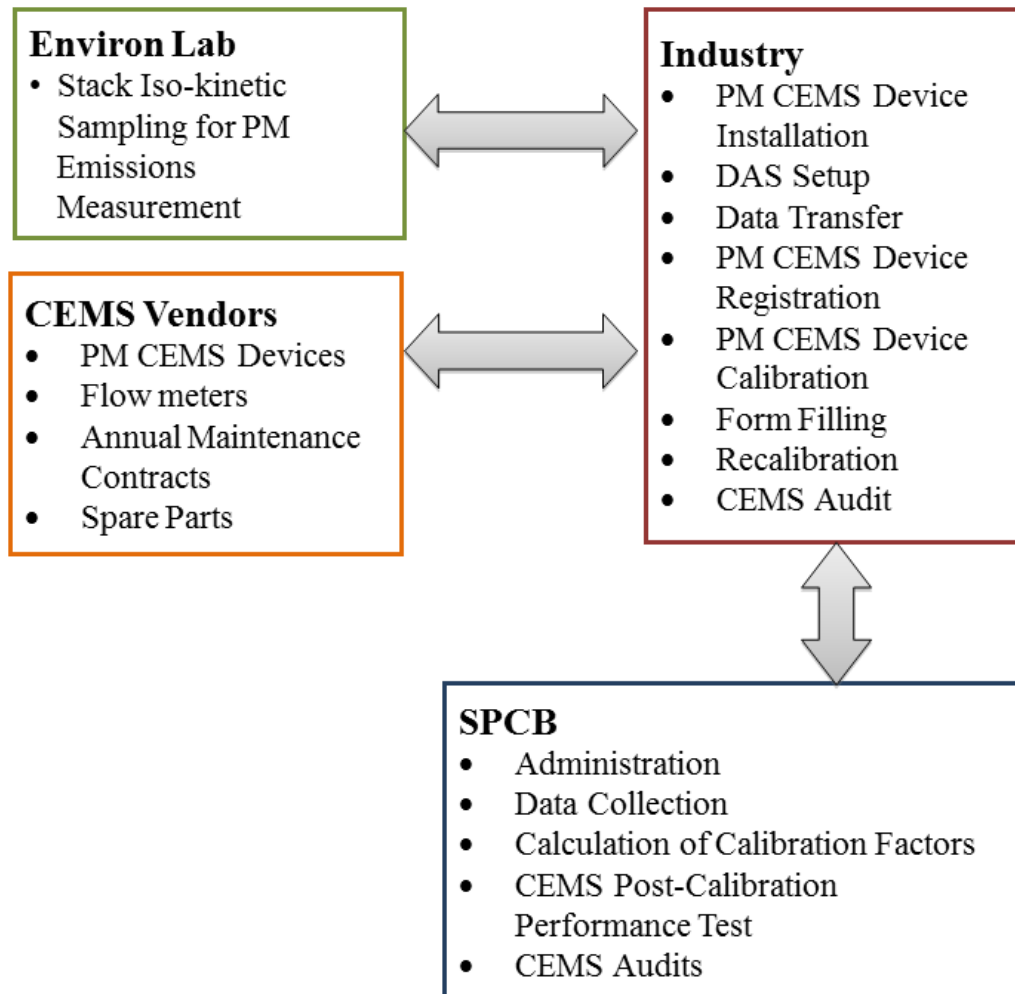 Environ Lab
• Stack Iso-kinetic
Sampling for PM
Emissions
Measurement
CEMS Vendors
• PM CEMS Devices
• Flow meters
• Annual Maintenance
Contracts
• Spare Parts
Industry
• PM CEMS Device
Installation
• DAS Setup
• Data Transfer
• PM CEMS Device
Registration
• PM CEMS Device
Calibration
• Form Filling
• Recalibration
• CEMS Audit
SPCB
• Administration
• Data Collection
• Calculation of Calibration Factors
• CEMS Post-Calibration
Performance Test
• CEMS Audits